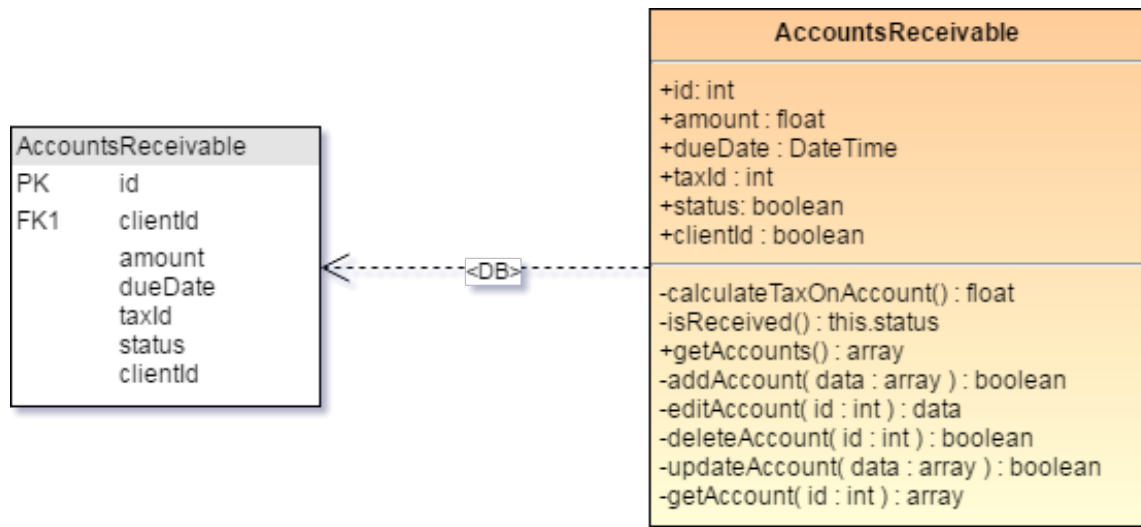 AccountsReceivable
PK id
FK1 clientId
amount
dueDate
taxId
status
clientId
<DB>
AccountsReceivable
+id: int
+amount : float
+dueDate : DateTime
+taxId : int
+status: boolean
+clientId : boolean
-calculateTaxOnAccount() : float
-isReceived() : this.status
+getAccounts() : array
-addAccount( data : array ) : boolean
-editAccount( id : int ) : data
-deleteAccount( id : int ) : boolean
-updateAccount( data : array ) : boolean
-getAccount( id : int ) : array